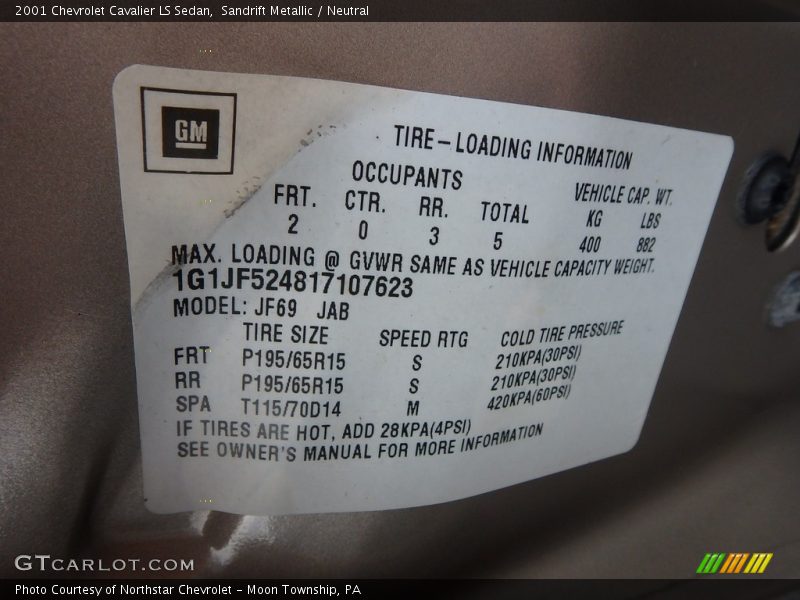 2001 Chevrolet Cavalier LS Sedan,  Sandrift Metallic / Neutral
GM
TIRE-LOADING INFORMATION
OCCUPANTS
VEHICLE CAP. WT.
FRT. CTR. RR. TOTAL KG LBS
2 0 3 5 400 882
MAX. LOADING @ GVWR SAME AS VEHICLE CAPACITY WEIGHT.
1G1JF524817107623
MODEL: JF69 JAB
TIRE SIZE SPEED RTG COLD TIRE PRESSURE
FRT P195/65R15 S 210KPA(30PSI)
RR P195/65R15 S 210KPA(30PSI)
SPA T115/70D14 M 420KPA(60PSI)
IF TIRES ARE HOT, ADD 28KPA(4PSI)
SEE OWNER'S MANUAL FOR MORE INFORMATION
GTCARLOT.COM
Photo Courtesy of Northstar Chevrolet - Moon Township, PA